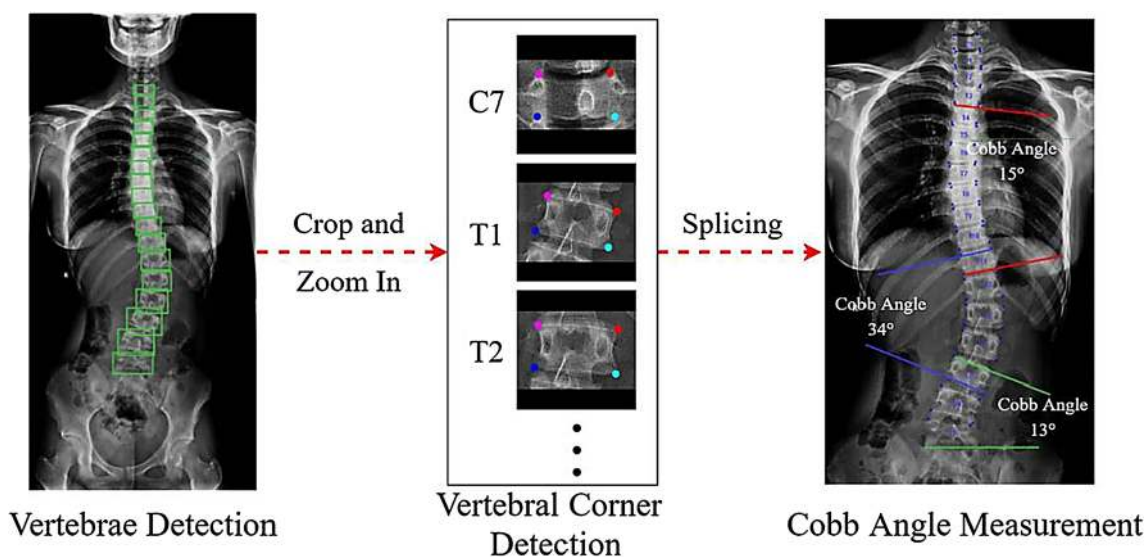 C7
T1
T2
Crop and
Zoom In
Splicing
Cobb Angle
15°
Cobb Angle
34°
Cobb Angle
13°
Vertebrae Detection
Vertebral Corner
Detection
Cobb Angle Measurement